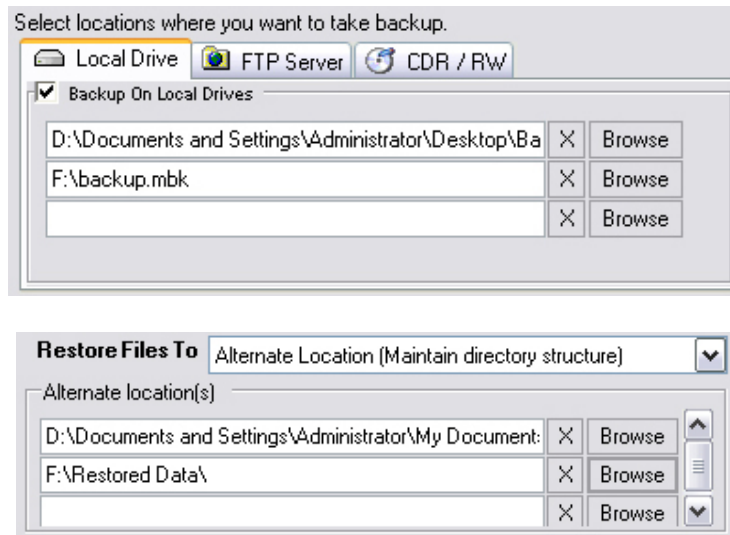 Select locations where you want to take backup.
Local Drive FTP Server CDR / RW
Backup On Local Drives
D:\Documents and Settings\Administrator\Desktop\Ba X Browse
F:\backup.mbk X Browse
X Browse
Restore Files To Alternate Location (Maintain directory structure)
Alternate location(s)
D:\Documents and Settings\Administrator\My Document: X Browse
F:\Restored Data\ X Browse
X Browse